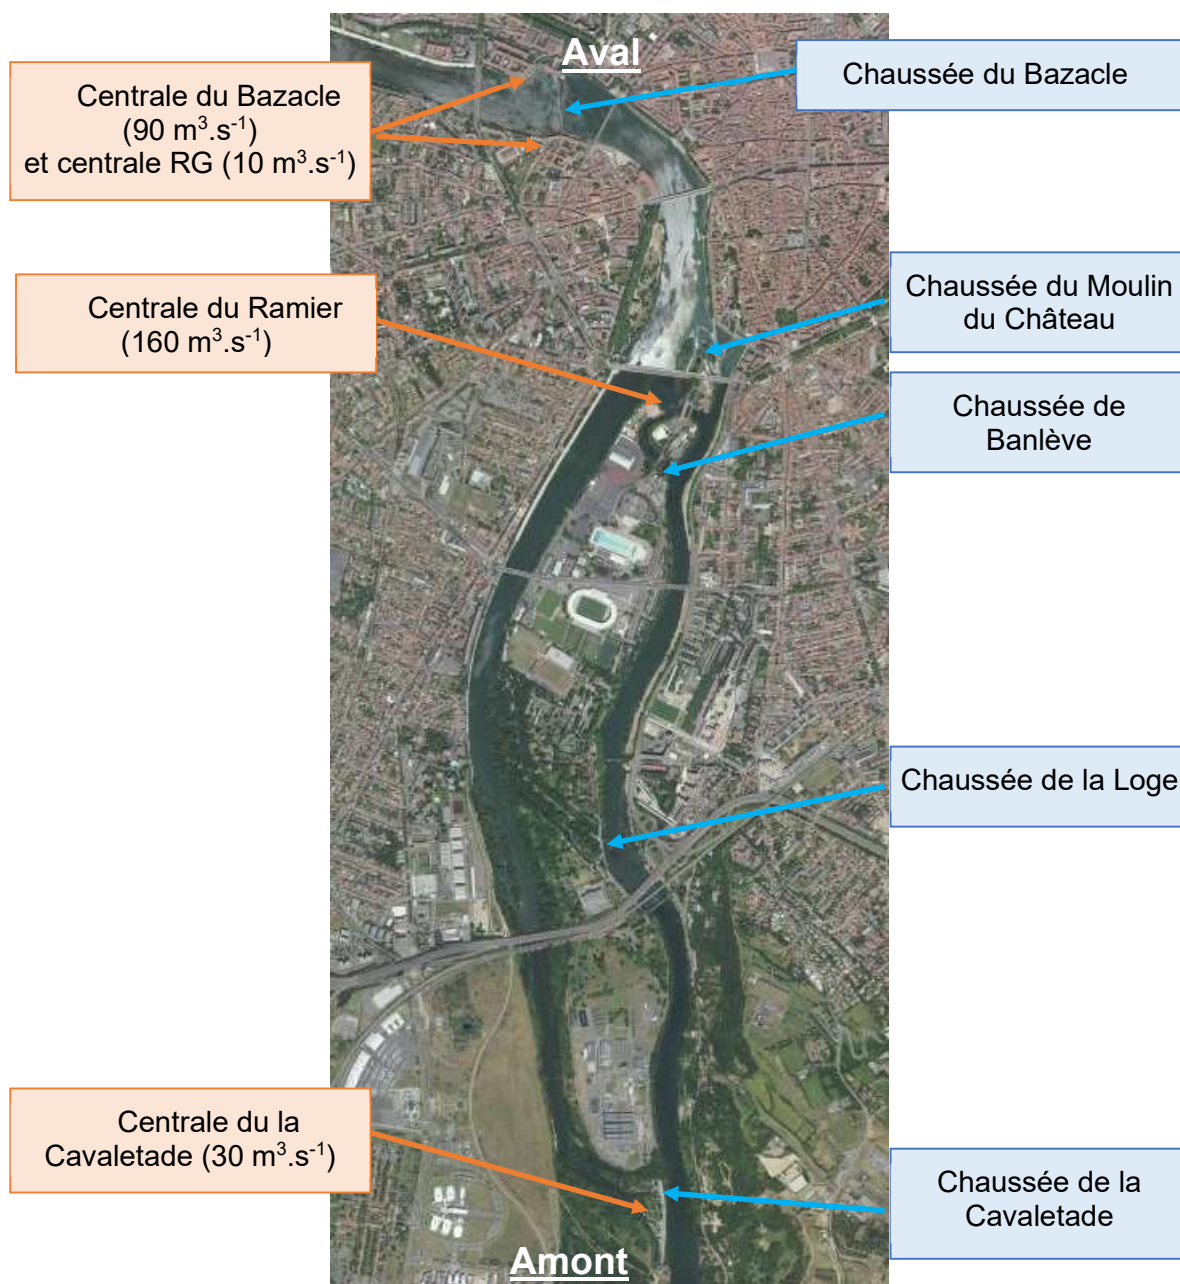 Aval
Centrale du Bazacle
(90 m³.s⁻¹)
et centrale RG (10 m³.s⁻¹)
Chaussée du Bazacle
Centrale du Ramier
(160 m³.s⁻¹)
Chaussée du Moulin
du Château
Chaussée de
Banlève
Chaussée de la Loge
Centrale du la
Cavaletade (30 m³.s⁻¹)
Chaussée de la
Cavaletade
Amont